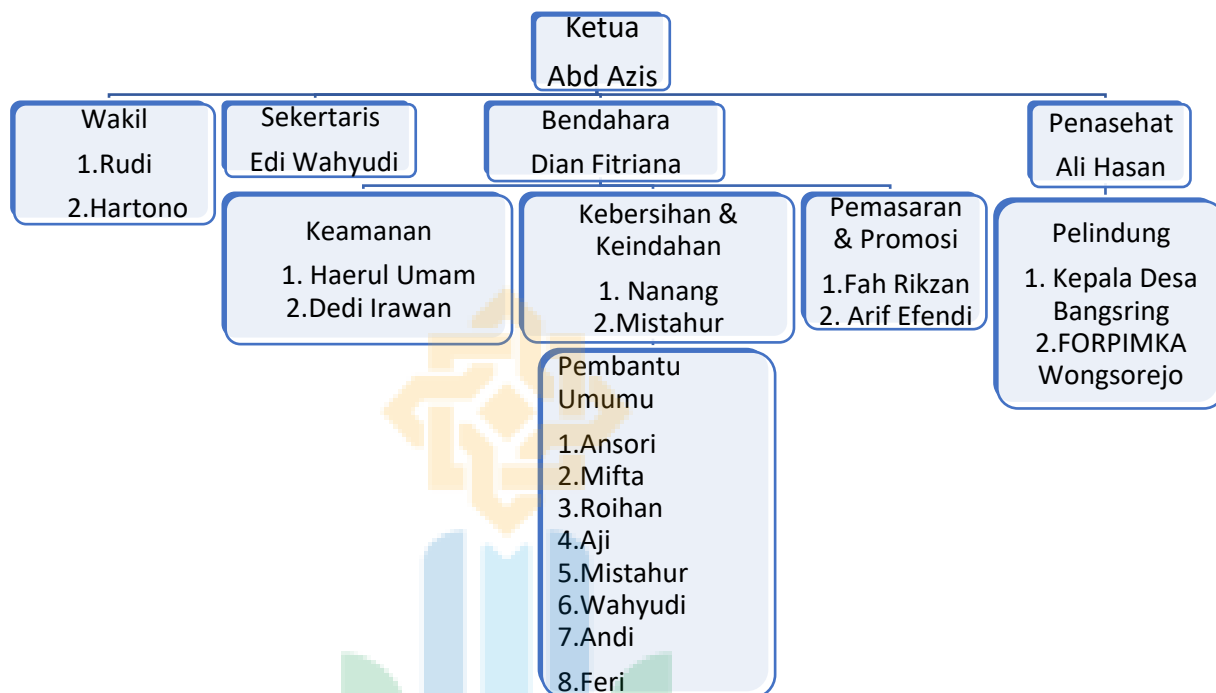 Ketua
Abd Azis
Wakil
1.Rudi
2.Hartono
Sekertaris
Edi Wahyudi
Bendahara
Dian Fitriana
Penasehat
Ali Hasan
Keamanan
1. Haerul Umam
2.Dedi Irawan
Kebersihan &
Keindahan
1. Nanang
2.Mistahur
Pemasaran
& Promosi
1.Fah Rikzan
2. Arif Efendi
Pelindung
1. Kepala Desa
Bangsring
2.FORPIMKA
Wongsorejo
Pembantu
Umumu
1.Ansori
2.Mifta
3.Roihan
4.Aji
5.Mistahur
6.Wahyudi
7.Andi
8.Feri